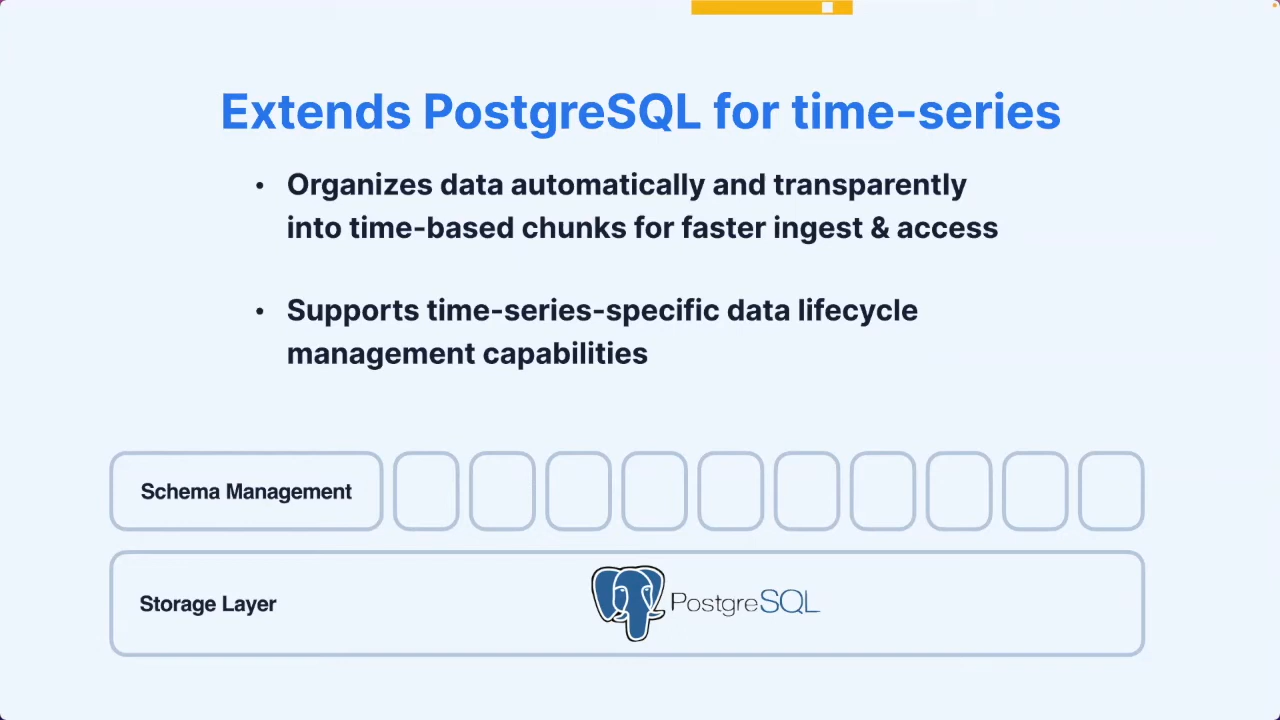 Extends PostgreSQL for time-series
• Organizes data automatically and transparently
into time-based chunks for faster ingest & access
• Supports time-series-specific data lifecycle
management capabilities
Schema Management
Storage Layer
PostgreSQL